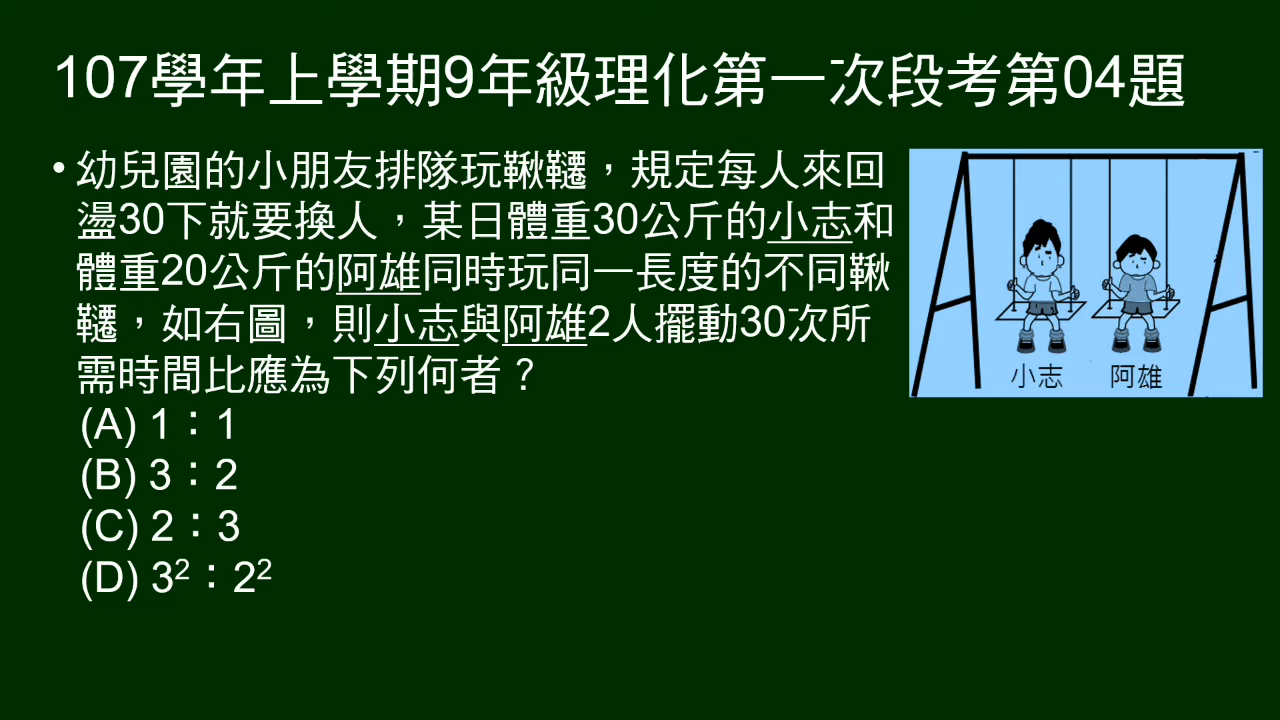 107學年上學期9年級理化第一次段考第04題
• 幼兒園的小朋友排隊玩鞦韆，規定每人來回
盪30下就要換人，某日體重30公斤的小志和
體重20公斤的阿雄同時玩同一長度的不同鞦
韆，如右圖，則小志與阿雄2人擺動30次所
需時間比應為下列何者？
(A) 1：1
(B) 3：2
(C) 2：3
(D) 3²：2²
小志 阿雄